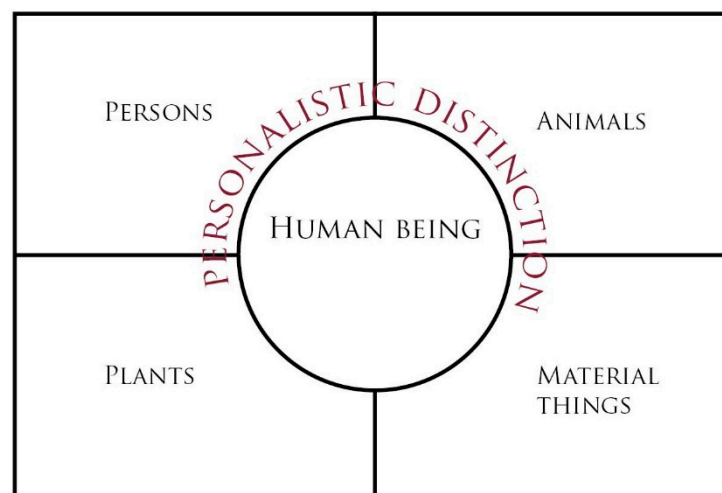 PERSONS
PERSONALISTIC DISTINCTION
ANIMALS
HUMAN BEING
PLANTS
MATERIAL
THINGS